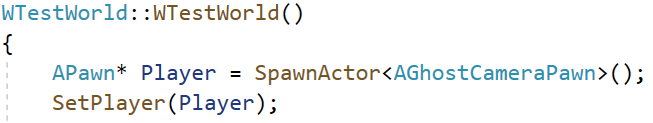 WTestWorld::WTestWorld()
{
APawn* Player = SpawnActor<AGhostCameraPawn>();
SetPlayer(Player);